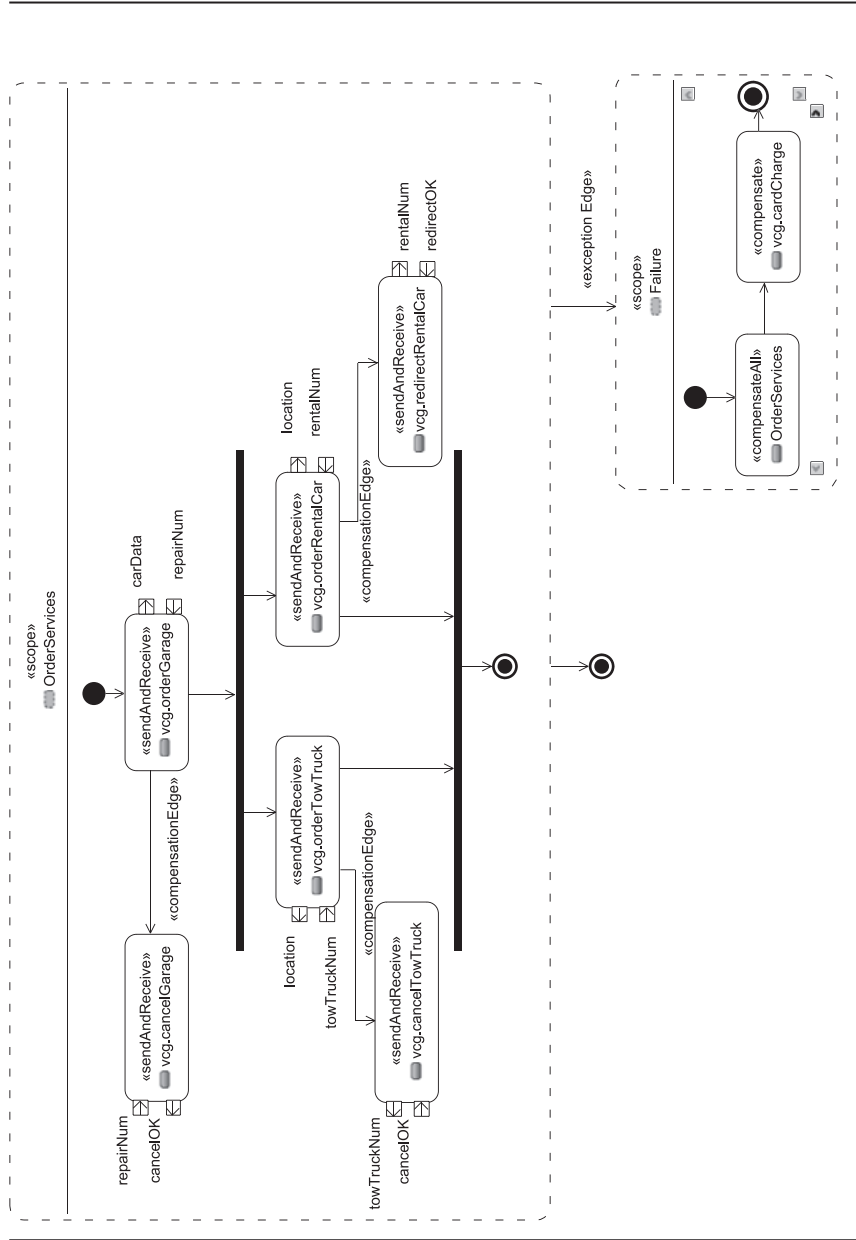 «scope»
OrderServices
«sendAndReceive»
vcg.orderGarage
carData
repairNum
«compensationEdge»
«sendAndReceive»
vcg.cancelGarage
repairNum
cancelOK
«sendAndReceive»
vcg.orderTowTruck
location
towTruckNum
«compensationEdge»
«sendAndReceive»
vcg.cancelTowTruck
towTruckNum
cancelOK
«sendAndReceive»
vcg.orderRentalCar
location
rentalNum
«compensationEdge»
«sendAndReceive»
vcg.redirectRentalCar
rentalNum
redirectOK
«exception Edge»
«scope»
Failure
«compensateAll»
OrderServices
«compensate»
vcg.cardCharge